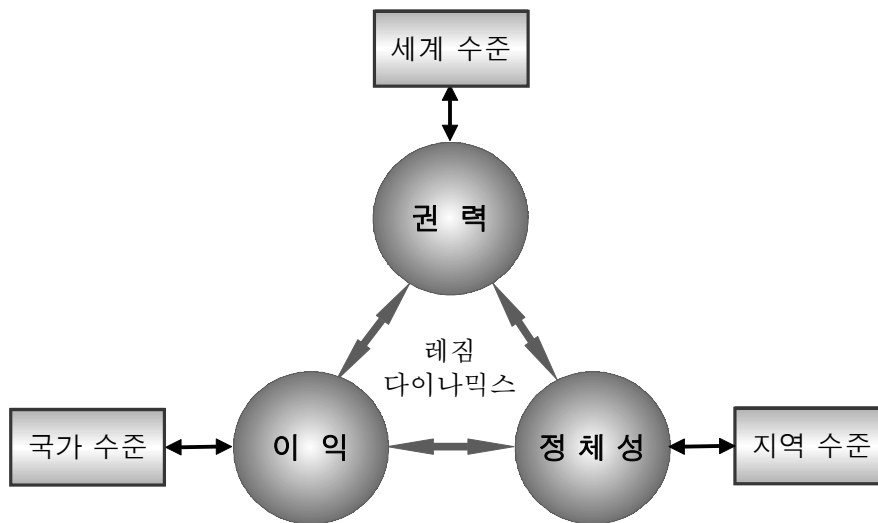 세계 수준
권 력
레짐
다이나믹스
국가 수준
이 익
정 체 성
지역 수준